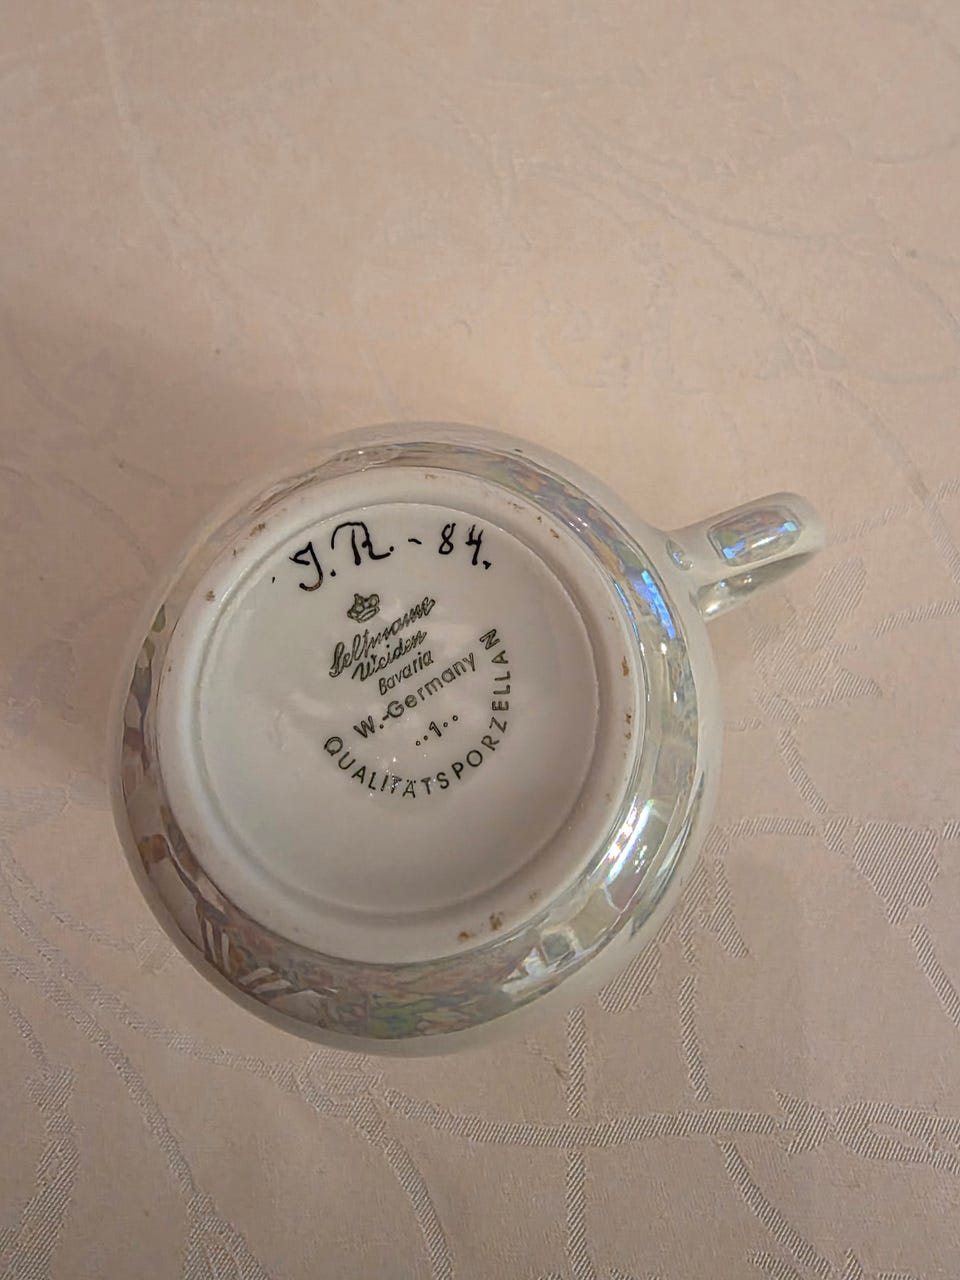 J.R. - 84.
Seltmann
Weiden
Bavaria
W.-Germany
..1..
QUALITÄTSPORZELLAN